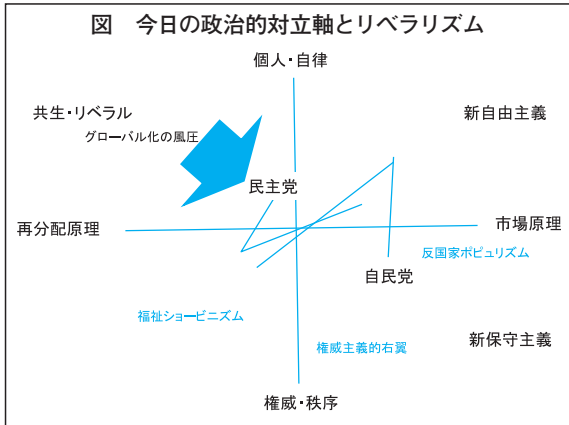 図　今日の政治的対立軸とリベラリズム
個人・自律
共生・リベラル
新自由主義
グローバル化の風圧
民主党
再分配原理
市場原理
反国家ポピュリズム
自民党
福祉ショービニズム
権威主義的右翼
新保守主義
権威・秩序